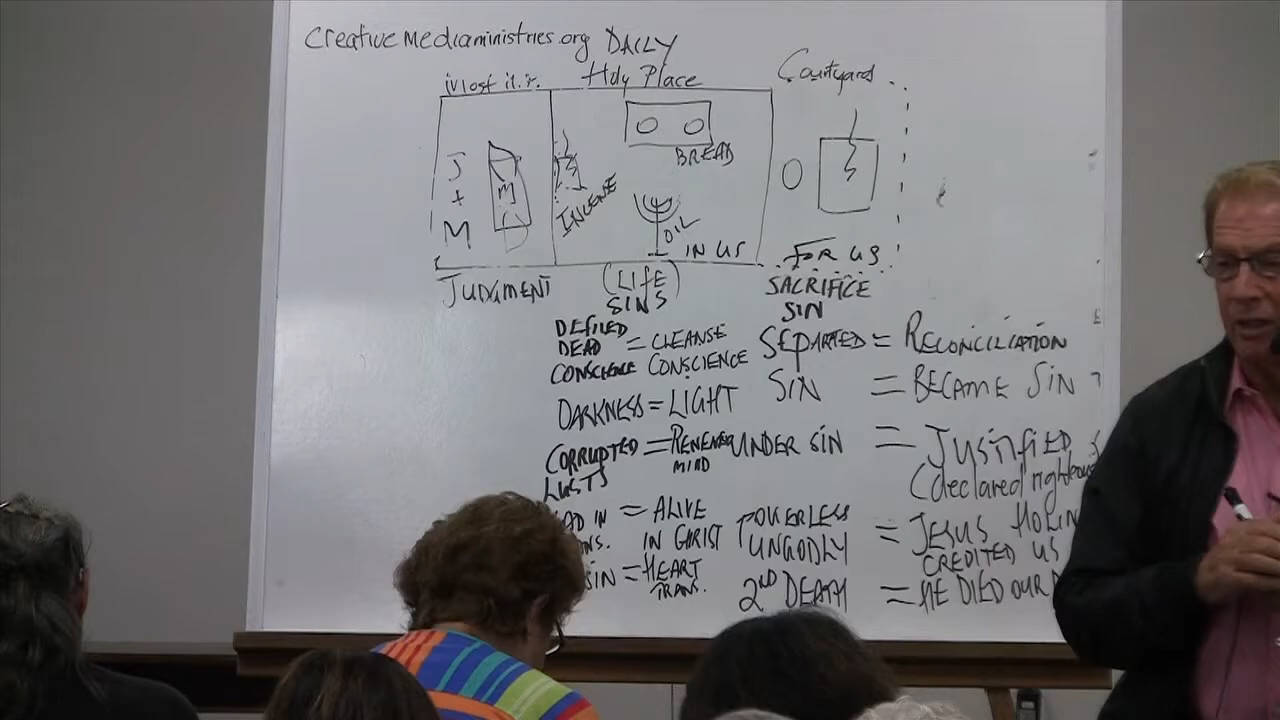 Creativemediaministries.org DAILY
Most H.P. Holy Place Courtyard
BREAD
J
+
M
INCENSE
OIL
IN US
FOR US
JUDGMENT
(LIFE)
SINS
SACRIFICE
SIN
DEFILED
DEAD = CLEANSE
CONSCIENCE CONSCIENCE
SEPARATED = RECONCILIATION
DARKNESS = LIGHT
SIN = BECAME SIN
CORRUPTED = RENEWED
LUSTS MIND
UNDER SIN = Justified
(declared righteous
= ALIVE
IN CHRIST
POWERLESS
UNGODLY
= JESUS
CREDITED US
SIN = HEART
TRANS.
2ND DEATH = HE DIED OUR